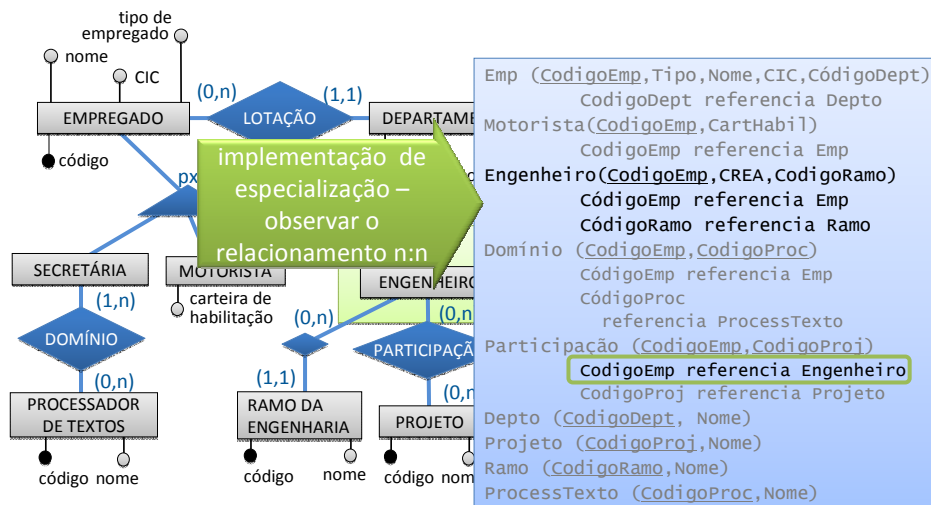 tipo de
empregado
nome
CIC
(0,n)
(1,1)
EMPREGADO
LOTAÇÃO
DEPARTAME
código
px
implementação de
especialização –
observar o
relacionamento n:n
SECRETÁRIA
MOTORISTA
ENGENHEIRO
(1,n)
carteira de
habilitação
(0,n)
(0,n
DOMÍNIO
PARTICIPAÇÃ
(0,n)
(1,1)
(0,n
PROCESSADOR
DE TEXTOS
RAMO DA
ENGENHARIA
PROJETO
código nome
código nome
código nom
Emp (CodigoEmp,Tipo,Nome,CIC,CódigoDept)
CodigoDept referencia Depto
Motorista(CodigoEmp,CartHabil)
CodigoEmp referencia Emp
Engenheiro(CodigoEmp,CREA,CodigoRamo)
CódigoEmp referencia Emp
CódigoRamo referencia Ramo
Domínio (CodigoEmp,CodigoProc)
CódigoEmp referencia Emp
CódigoProc
referencia ProcessTexto
Participação (CodigoEmp,CodigoProj)
CodigoEmp referencia Engenheiro
CodigoProj referencia Projeto
Depto (CodigoDept, Nome)
Projeto (CodigoProj,Nome)
Ramo (CodigoRamo,Nome)
ProcessTexto (CodigoProc,Nome)